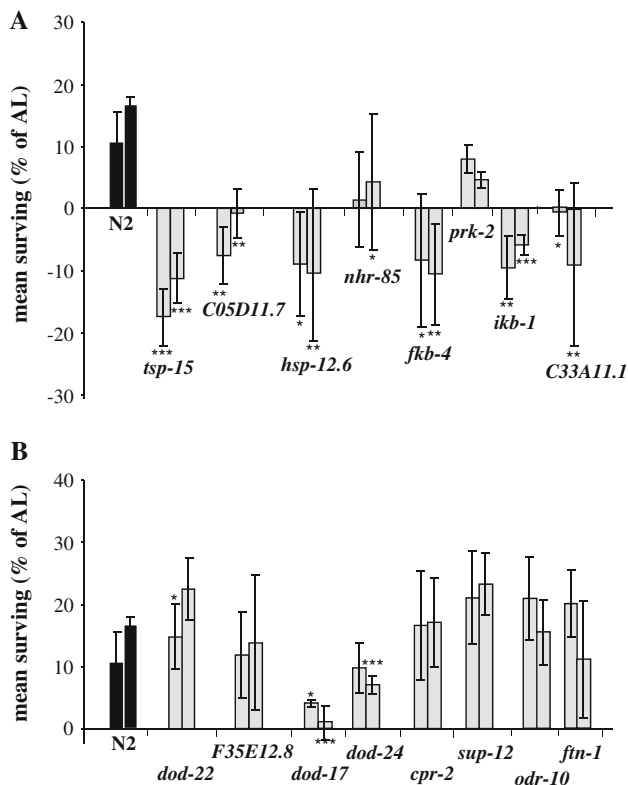 A
mean surving (% of AL)
30
20
10
0
-10
-20
-30
N2
tsp-15
C05D11.7
hsp-12.6
nhr-85
fkb-4
prk-2
ikb-1
C33A11.1
***
***
**
**
*
**
*
*
**
**
***
*
**
B
mean surving (% of AL)
40
30
20
10
0
N2
dod-22
F35E12.8
dod-17
dod-24
cpr-2
sup-12
odr-10
ftn-1
*
*
***
***